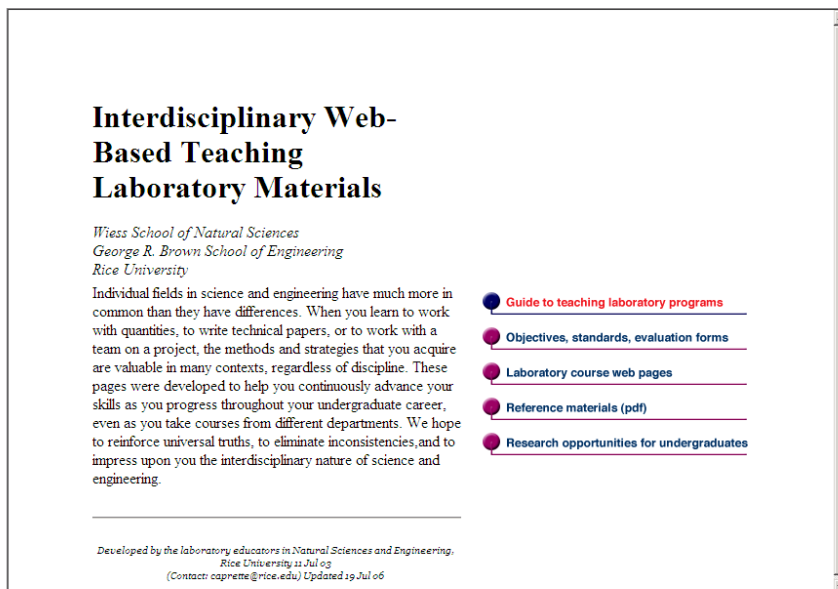 Interdisciplinary Web-
Based Teaching
Laboratory Materials
Wiess School of Natural Sciences
George R. Brown School of Engineering
Rice University
Individual fields in science and engineering have much more in
common than they have differences. When you learn to work
with quantities, to write technical papers, or to work with a
team on a project, the methods and strategies that you acquire
are valuable in many contexts, regardless of discipline. These
pages were developed to help you continuously advance your
skills as you progress throughout your undergraduate career,
even as you take courses from different departments. We hope
to reinforce universal truths, to eliminate inconsistencies,and to
impress upon you the interdisciplinary nature of science and
engineering.
Guide to teaching laboratory programs
Objectives, standards, evaluation forms
Laboratory course web pages
Reference materials (pdf)
Research opportunities for undergraduates
Developed by the laboratory educators in Natural Sciences and Engineering,
Rice University 11 Jul 03
(Contact: caprette@rice.edu) Updated 19 Jul 06